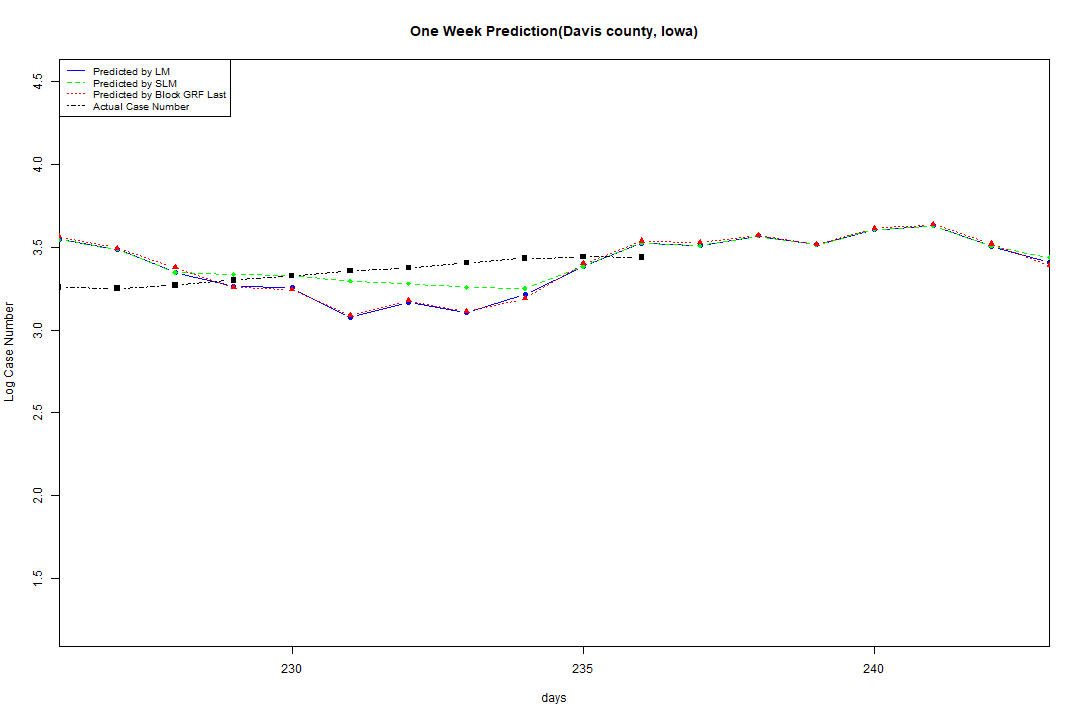 One Week Prediction(Davis county, Iowa)
Predicted by LM
Predicted by SLM
Predicted by Block GRF Last
Actual Case Number
4.5
4.0
3.5
3.0
2.5
2.0
1.5
Log Case Number
230
235
240
days